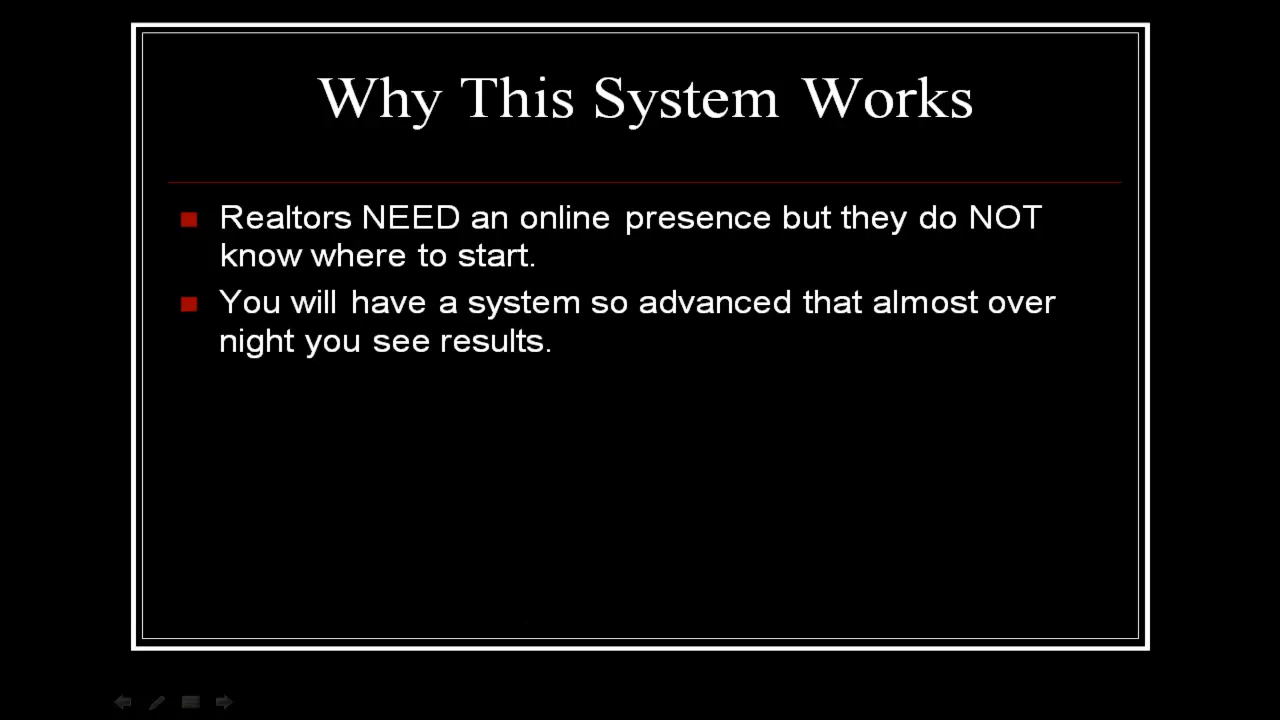 Why This System Works
Realtors NEED an online presence but they do NOT
know where to start.
You will have a system so advanced that almost over
night you see results.